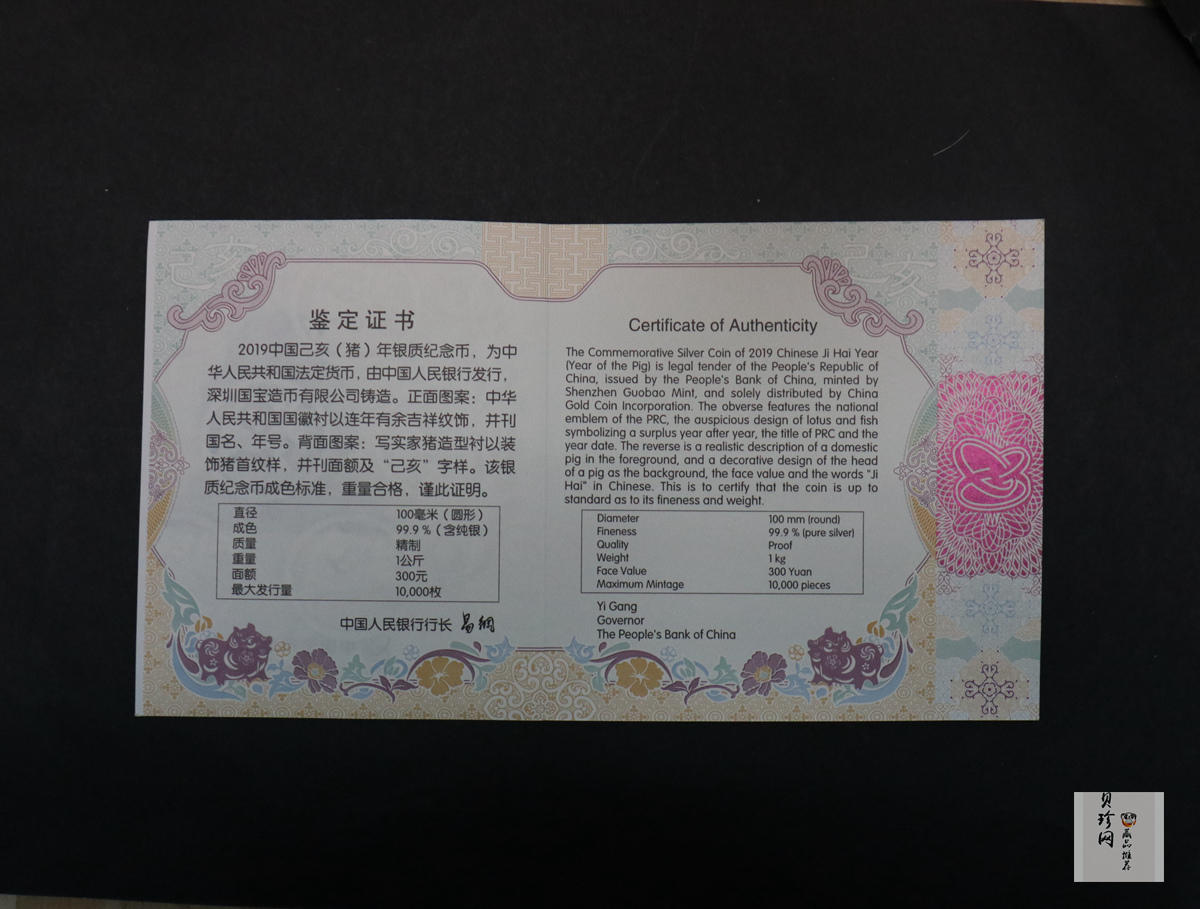 鉴定证书
2019中国己亥（猪）年银质纪念币，为中
华人民共和国法定货币，由中国人民银行发行，
深圳国宝造币有限公司铸造。正面图案：中华
人民共和国国徽衬以连年有余吉祥纹饰，并刊
国名、年号。背面图案：写实家猪造型衬以装
饰猪首纹样，并刊面额及“己亥”字样。该银
质纪念币成色标准，重量合格，谨此证明。
直径 100毫米（圆形）
成色 99.9％（含纯银）
质量 精制
重量 1公斤
面额 300元
最大发行量 10,000枚
中国人民银行行长 易纲
Certificate of Authenticity
The Commemorative Silver Coin of 2019 Chinese Ji Hai Year
(Year of the Pig) is legal tender of the People's Republic of
China, issued by the People's Bank of China, minted by
Shenzhen Guobao Mint, and solely distributed by China
Gold Coin Incorporation. The obverse features the national
emblem of the PRC, the auspicious design of lotus and fish
symbolizing a surplus year after year, the title of PRC and the
year date. The reverse is a realistic description of a domestic
pig in the foreground, and a decorative design of the head
of a pig as the background, the face value and the words "Ji
Hai" in Chinese. This is to certify that the coin is up to
standard as to its fineness and weight.
Diameter 100 mm (round)
Fineness 99.9 % (pure silver)
Quality Proof
Weight 1 kg
Face Value 300 Yuan
Maximum Mintage 10,000 pieces
Yi Gang
Governor
The People's Bank of China
己亥
己亥
贝珍网
藏品推荐